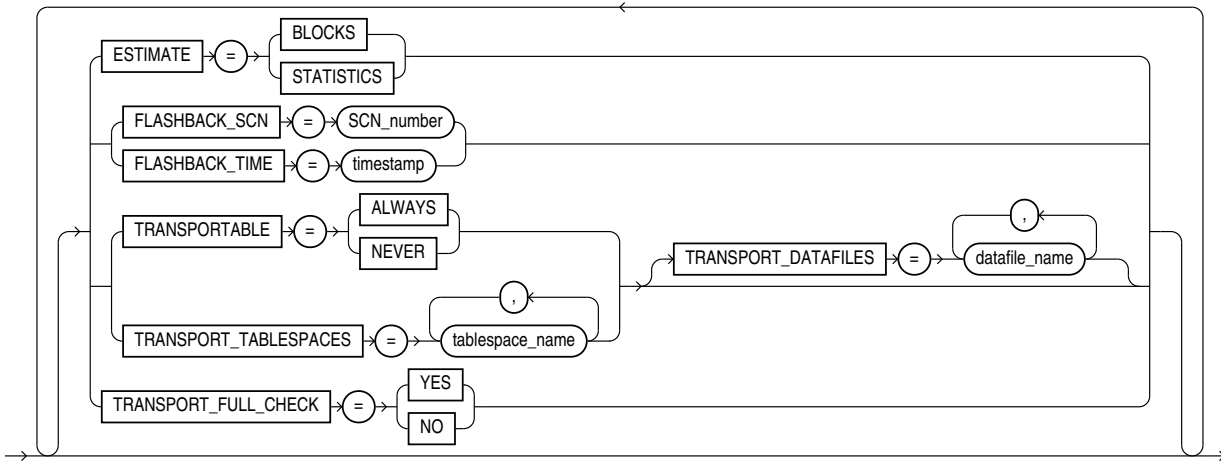 ESTIMATE = BLOCKS
STATISTICS
FLASHBACK_SCN = SCN_number
FLASHBACK_TIME = timestamp
TRANSPORTABLE = ALWAYS
NEVER
TRANSPORT_DATAFILES = , datafile_name
TRANSPORT_TABLESPACES = , tablespace_name
TRANSPORT_FULL_CHECK = YES
NO